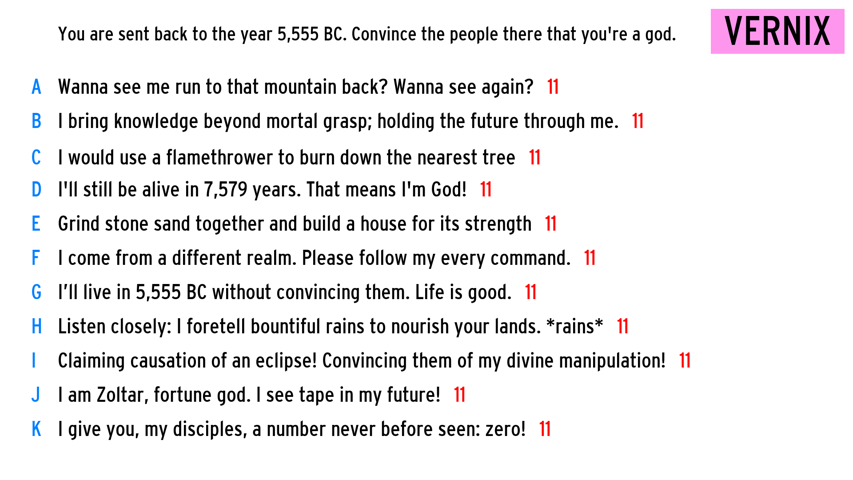 You are sent back to the year 5,555 BC. Convince the people there that you're a god.
VERNIX
A Wanna see me run to that mountain back? Wanna see again? 11
B I bring knowledge beyond mortal grasp; holding the future through me. 11
C I would use a flamethrower to burn down the nearest tree 11
D I'll still be alive in 7,579 years. That means I'm God! 11
E Grind stone sand together and build a house for its strength 11
F I come from a different realm. Please follow my every command. 11
G I'll live in 5,555 BC without convincing them. Life is good. 11
H Listen closely: I foretell bountiful rains to nourish your lands. *rains* 11
I Claiming causation of an eclipse! Convincing them of my divine manipulation! 11
J I am Zoltar, fortune god. I see tape in my future! 11
K I give you, my disciples, a number never before seen: zero! 11